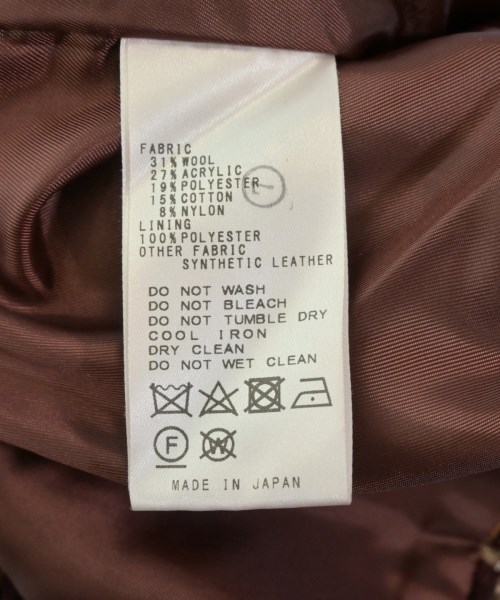 FABRIC
31% WOOL
27% ACRYLIC
19% POLYESTER
15% COTTON
8% NYLON
LINING
100% POLYESTER
OTHER FABRIC
SYNTHETIC LEATHER
DO NOT WASH
DO NOT BLEACH
DO NOT TUMBLE DRY
COOL IRON
DRY CLEAN
DO NOT WET CLEAN
F W
MADE IN JAPAN